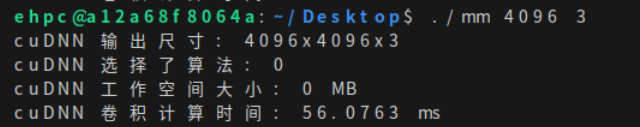 ehpc@a12a68f8064a:~/Desktop$ ./mm 4096 3
cuDNN 输出尺寸: 4096x4096x3
cuDNN 选择了算法: 0
cuDNN 工作空间大小: 0 MB
cuDNN 卷积计算时间: 56.0763 ms